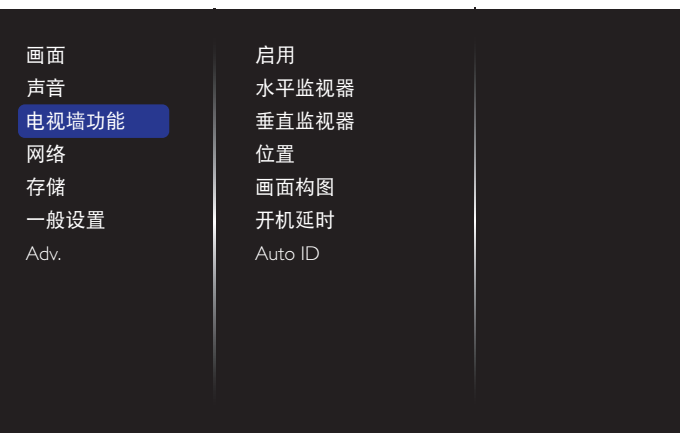 画面
声音
电视墙功能
网络
存储
一般设置
Adv.
启用
水平监视器
垂直监视器
位置
画面构图
开机延时
Auto ID